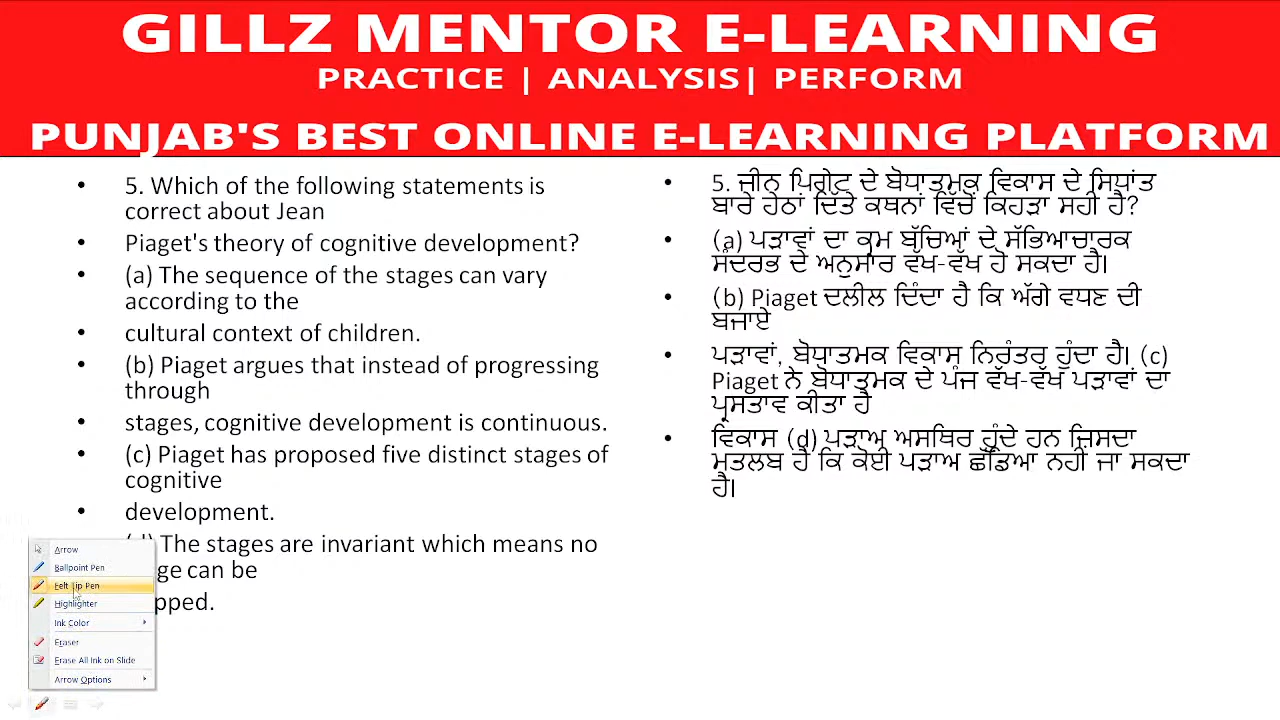 GILLZ MENTOR E-LEARNING
PRACTICE | ANALYSIS| PERFORM
PUNJAB'S BEST ONLINE E-LEARNING PLATFORM
• 5. Which of the following statements is
correct about Jean
• Piaget's theory of cognitive development?
• (a) The sequence of the stages can vary
according to the
• cultural context of children.
• (b) Piaget argues that instead of progressing
through
• stages, cognitive development is continuous.
• (c) Piaget has proposed five distinct stages of
cognitive
• development.
The stages are invariant which means no
can be
• 5. ਜੀਨ ਪਿਗੇਟ ਦੇ ਬੋਧਾਤਮਕ ਵਿਕਾਸ ਦੇ ਸਿਧਾਂਤ
ਬਾਰੇ ਹੇਠਾਂ ਦਿੱਤੇ ਕਥਨਾਂ ਵਿੱਚੋਂ ਕਿਹੜਾ ਸਹੀ ਹੈ?
• (a) ਪੜਾਵਾਂ ਦਾ ਕ੍ਰਮ ਬੱਚਿਆਂ ਦੇ ਸੱਭਿਆਚਾਰਕ
ਸੰਦਰਭ ਦੇ ਅਨੁਸਾਰ ਵੱਖ-ਵੱਖ ਹੋ ਸਕਦਾ ਹੈ।
• (b) Piaget ਦਲੀਲ ਦਿੰਦਾ ਹੈ ਕਿ ਅੱਗੇ ਵਧਣ ਦੀ
ਬਜਾਏ
• ਪੜਾਵਾਂ, ਬੋਧਾਤਮਕ ਵਿਕਾਸ ਨਿਰੰਤਰ ਹੁੰਦਾ ਹੈ। (c)
Piaget ਨੇ ਬੋਧਾਤਮਕ ਦੇ ਪੰਜ ਵੱਖ-ਵੱਖ ਪੜਾਵਾਂ ਦਾ
ਪ੍ਰਸਤਾਵ ਕੀਤਾ ਹੈ
• ਵਿਕਾਸ (d) ਪੜਾਅ ਅਸਥਿਰ ਹੁੰਦੇ ਹਨ ਜਿਸਦਾ
ਮਤਲਬ ਹੈ ਕਿ ਕੋਈ ਪੜਾਅ ਛੱਡਿਆ ਨਹੀਂ ਜਾ ਸਕਦਾ
ਹੈ।
Arrow
Ballpoint Pen
Felt Tip Pen
Highlighter
Ink Color
Eraser
Erase All Ink on Slide
Arrow Options